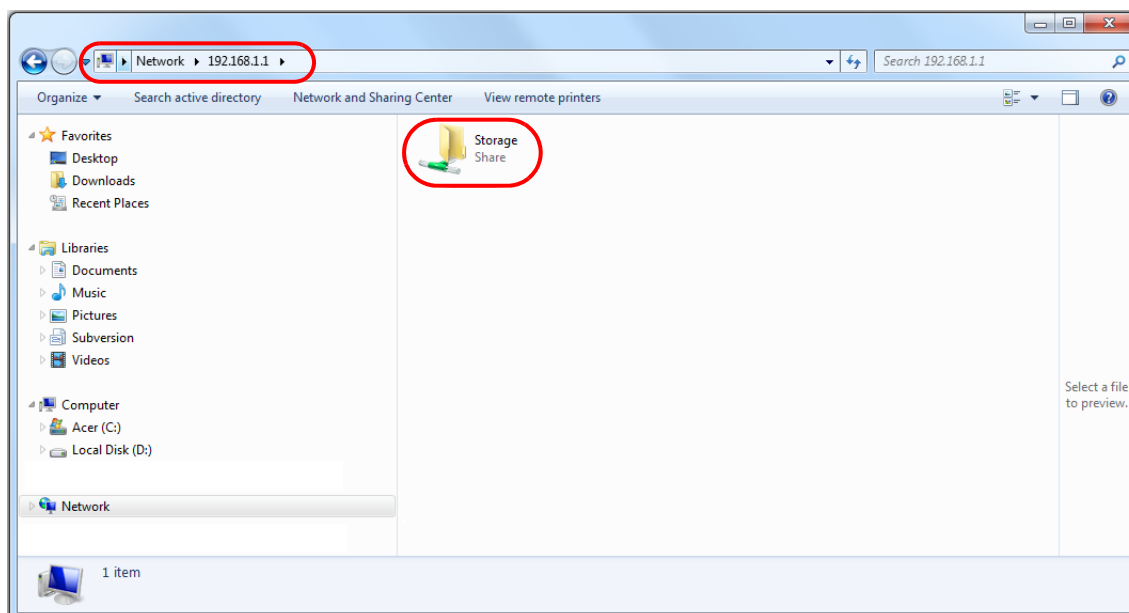 Network 192.168.1.1
Search 192.168.1.1
Organize Search active directory Network and Sharing Center View remote printers
Favorites
Desktop
Downloads
Recent Places
Libraries
Documents
Music
Pictures
Subversion
Videos
Computer
Acer (C:)
Local Disk (D:)
Network
Storage
Share
Select a file
to preview.
1 item